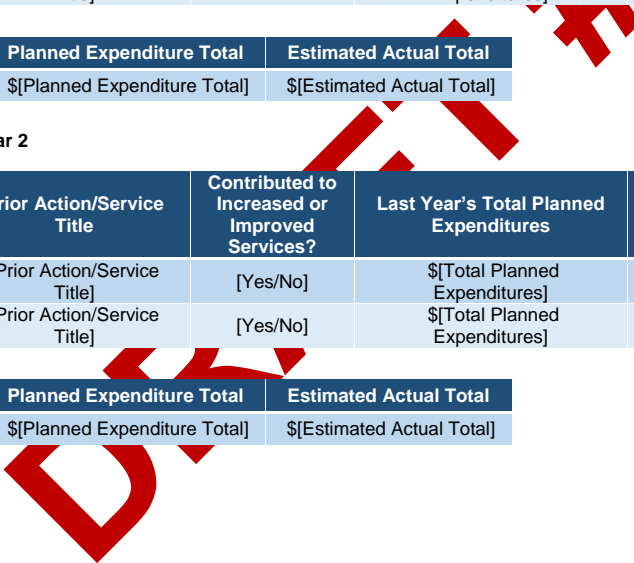 Planned Expenditure Total Estimated Actual Total
$[Planned Expenditure Total] $[Estimated Actual Total]
ar 2
rior Action/Service Title Contributed to Increased or Improved Services? Last Year's Total Planned Expenditures
Prior Action/Service Title] [Yes/No] $[Total Planned Expenditures]
Prior Action/Service Title] [Yes/No] $[Total Planned Expenditures]
Planned Expenditure Total Estimated Actual Total
$[Planned Expenditure Total] $[Estimated Actual Total]